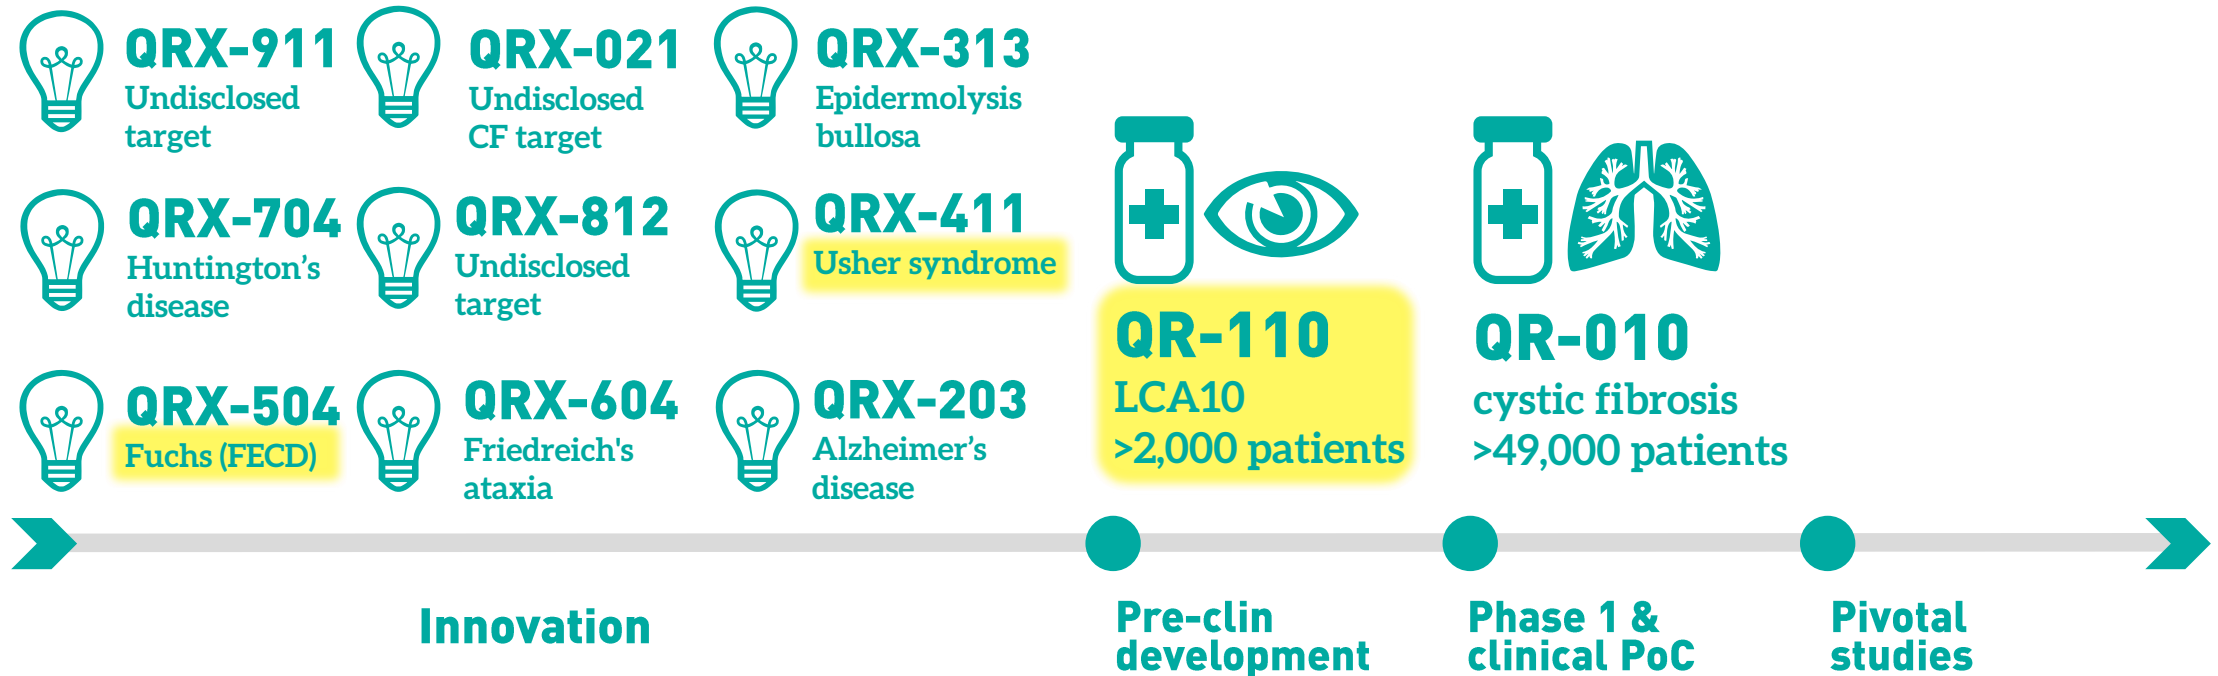 QRX-911
Undisclosed
target
QRX-021
Undisclosed
CF target
QRX-313
Epidermolysis
bullosa
QRX-704
Huntington’s
disease
QRX-812
Undisclosed
target
QRX-411
Usher syndrome
QRX-504
Fuchs (FECD)
QRX-604
Friedreich's
ataxia
QRX-203
Alzheimer’s
disease
QR-110
LCA10
>2,000 patients
QR-010
cystic fibrosis
>49,000 patients
Innovation
Pre-clin
development
Phase 1 &
clinical PoC
Pivotal
studies